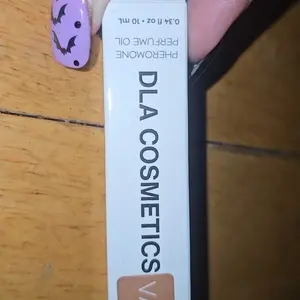 0.34 fl oz • 10 mL
PHEROMONE
PERFUME OIL
DLA COSMETICS